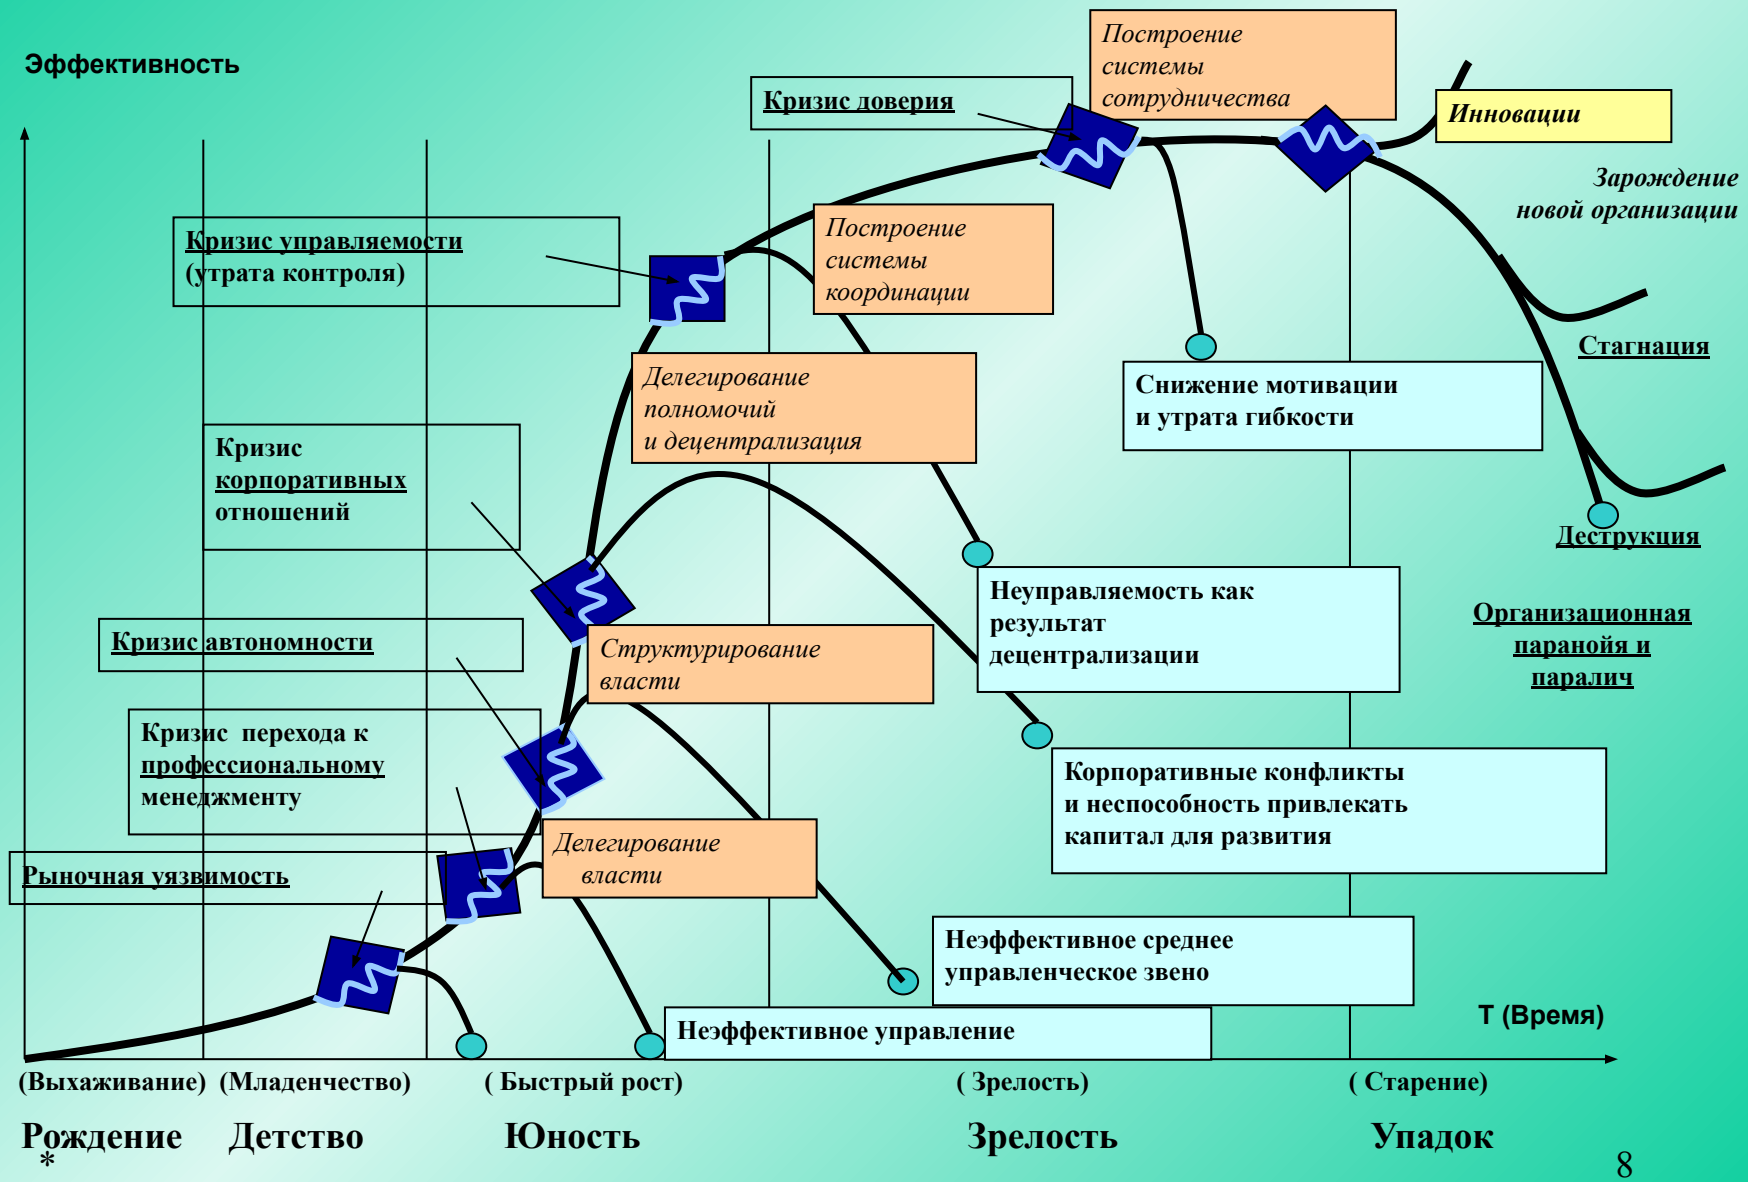 Эффективность
Построение
системы
сотрудничества
Кризис доверия
Инновации
Зарождение
новой организации
Кризис управляемости
(утрата контроля)
Построение
системы
координации
Стагнация
Делегирование
полномочий
и децентрализация
Снижение мотивации
и утрата гибкости
Кризис
корпоративных
отношений
Деструкция
Неуправляемость как
результат
децентрализации
Организационная
паранойя и
паралич
Кризис автономности
Структурирование
власти
Кризис перехода к
профессиональному
менеджменту
Корпоративные конфликты
и неспособность привлекать
капитал для развития
Делегирование
власти
Рыночная уязвимость
Неэффективное среднее
управленческое звено
Неэффективное управление
Т (Время)
(Выхаживание)
(Младенчество)
( Быстрый рост)
( Зрелость)
( Старение)
Рождение
Детство
Юность
Зрелость
Упадок
*
8